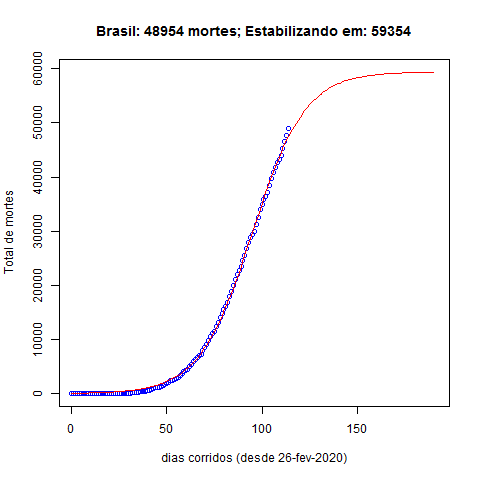 Brasil: 48954 mortes; Estabilizando em: 59354
60000
50000
40000
30000
20000
10000
0
Total de mortes
0 50 100 150
dias corridos (desde 26-fev-2020)